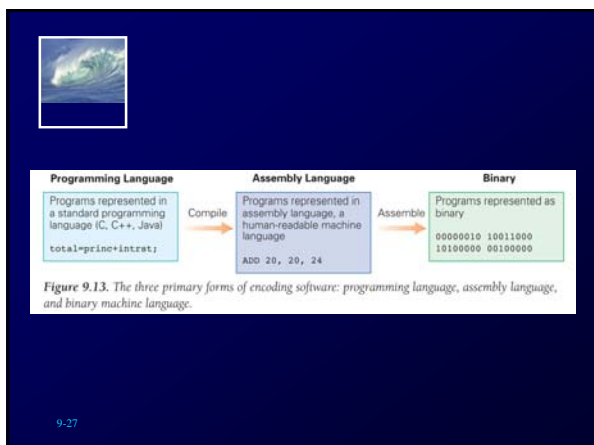 Programming Language
Programs represented in
a standard programming
language (C, C++, Java)
total=princ+intrst;
Compile
Assembly Language
Programs represented in
assembly language, a
human-readable machine
language
ADD 20, 20, 24
Assemble
Binary
Programs represented as
binary
00000010 10011000
10100000 00100000
Figure 9.13. The three primary forms of encoding software: programming language, assembly language,
and binary machine language.
9-27